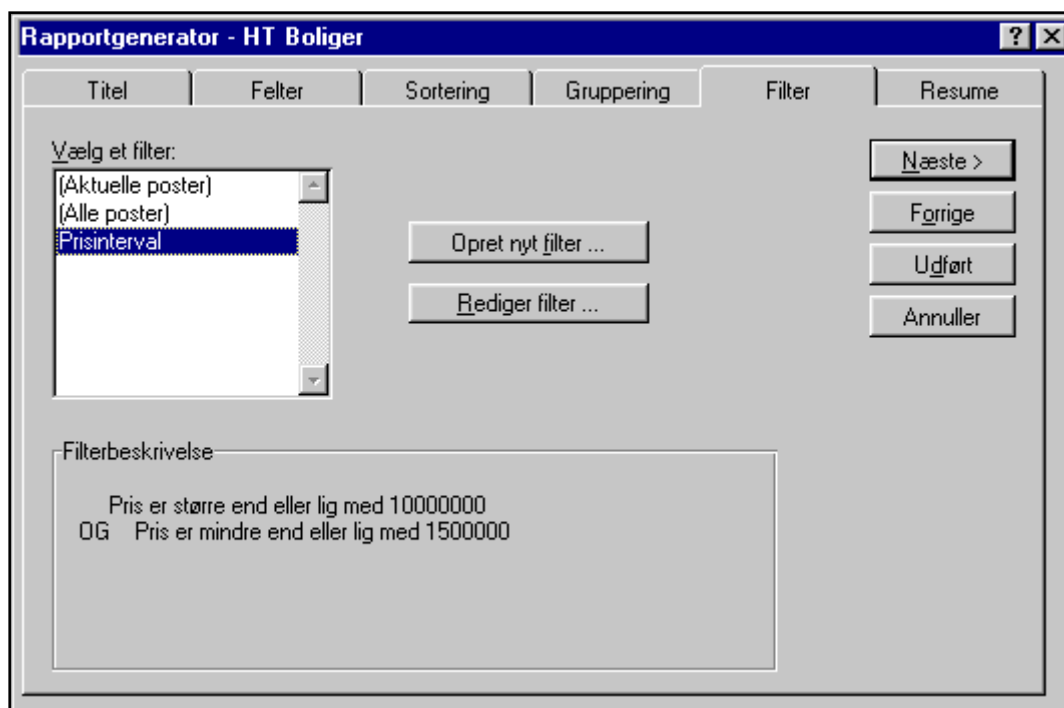 Rapportgenerator - HT Boliger
Titel Felter Sortering Gruppering Filter Resume
Vælg et filter:
(Aktuelle poster)
(Alle poster)
Prisinterval
Opret nyt filter ...
Rediger filter ...
Næste >
Forrige
Udført
Annuller
Filterbeskrivelse
Pris er større end eller lig med 10000000
OG Pris er mindre end eller lig med 1500000